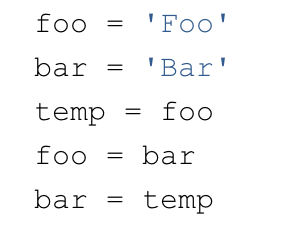 foo = 'Foo'
bar = 'Bar'
temp = foo
foo = bar
bar = temp